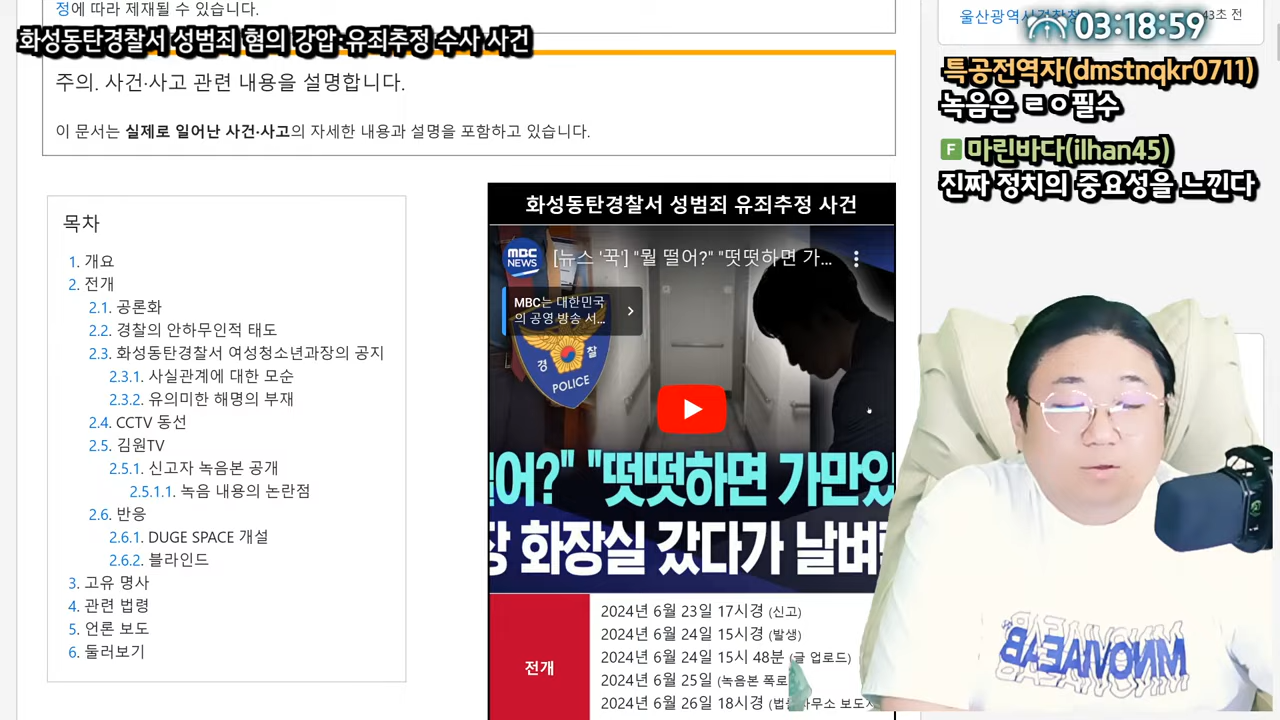 정에 따라 제재될 수 있습니다.
화성동탄경찰서 성범죄 혐의 강압·유죄추정 수사 사건
주의. 사건·사고 관련 내용을 설명합니다.
이 문서는 실제로 일어난 사건·사고의 자세한 내용과 설명을 포함하고 있습니다.
목차
1. 개요
2. 전개
2.1. 공론화
2.2. 경찰의 안하무인적 태도
2.3. 화성동탄경찰서 여성청소년과장의 공지
2.3.1. 사실관계에 대한 모순
2.3.2. 유의미한 해명의 부재
2.4. CCTV 동선
2.5. 김원TV
2.5.1. 신고자 녹음본 공개
2.5.1.1. 녹음 내용의 논란점
2.6. 반응
2.6.1. DUGE SPACE 개설
2.6.2. 블라인드
3. 고유 명사
4. 관련 법령
5. 언론 보도
6. 둘러보기
화성동탄경찰서 성범죄 유죄추정 사건
MBC NEWS
[뉴스 '꾹'] "뭘 떨어?" "떳떳하면 가...
MBC는 대한민국
의 공영 방송 서...
경찰
POLICE
어?" "떳떳하면 가만있
장 화장실 갔다가 날벼
전개
2024년 6월 23일 17시경 (신고)
2024년 6월 24일 15시경 (발생)
2024년 6월 24일 15시 48분 (글 업로드)
2024년 6월 25일 (녹음본 폭로
2024년 6월 26일 18시경
울산광역시경찰청
43초 전
03:18:59
특공전역자(dmstnqkr0711)
녹음은 ㄹㅇ필수
F 마린바다(ilhan45)
진짜 정치의 중요성을 느낀다